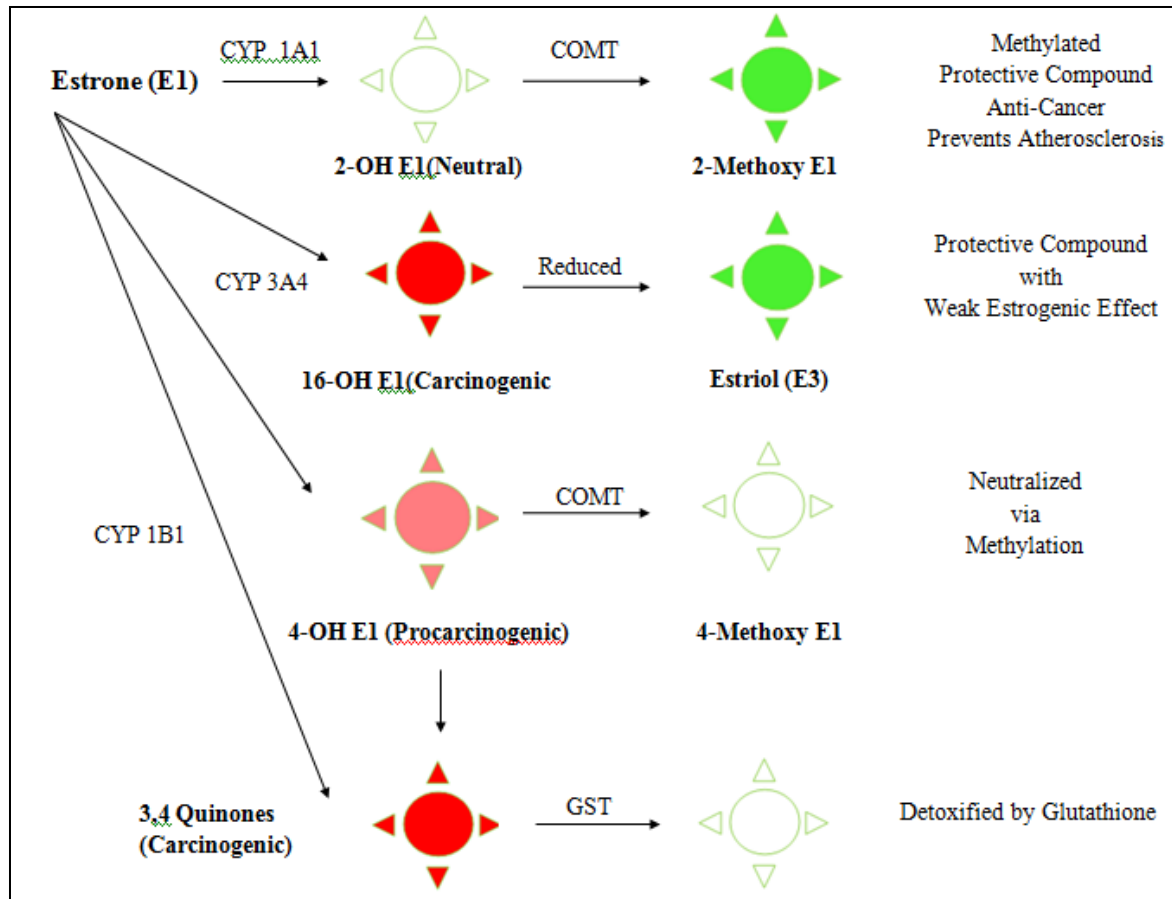 Estrone (E1)
CYP 1A1
COMT
Methylated
Protective Compound
Anti-Cancer
Prevents Atherosclerosis
2-OH E1(Neutral)
2-Methoxy E1
CYP 3A4
Reduced
Protective Compound
with
Weak Estrogenic Effect
16-OH E1(Carcinogenic
Estriol (E3)
CYP 1B1
COMT
Neutralized
via
Methylation
4-OH E1 (Procarcinogenic)
4-Methoxy E1
3,4 Quinones
(Carcinogenic)
GST
Detoxified by Glutathione